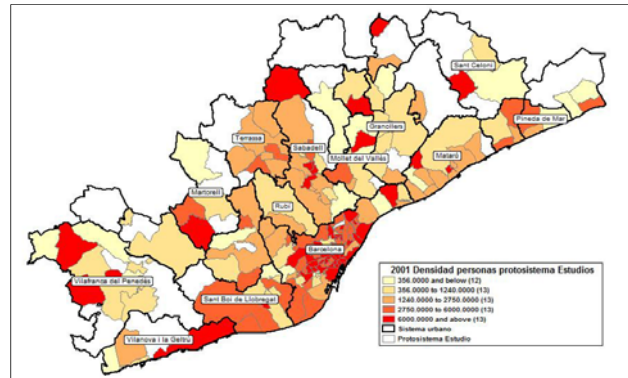 Sant Celoni
Pineda de Mar
Granollers
Terrassa
Sabadell
Mollet del Vallès
Mataró
Martorell
Rubí
Barcelona
Vilafranca del Penedès
Sant Boi de Llobregat
Vilanova i la Geltrú
2001 Densidad personas protosistema Estudios
356.0000 and below (12)
356.0000 to 1240.0000 (13)
1240.0000 to 2750.0000 (13)
2750.0000 to 6000.0000 (13)
6000.0000 and above (13)
Sistema urbano
Protosistema Estudio